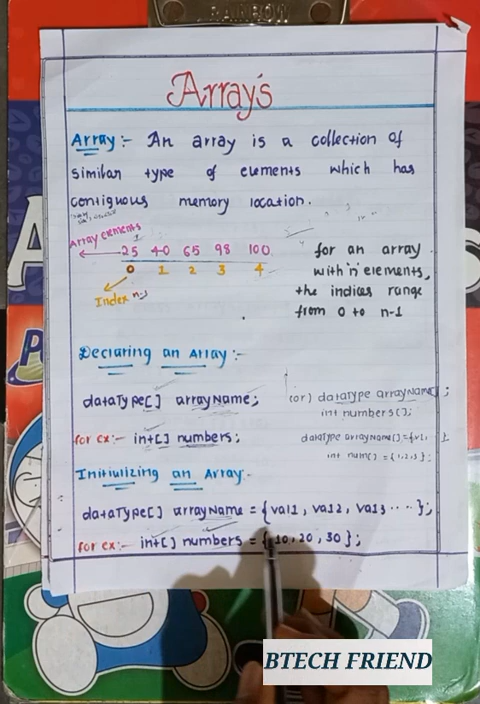 RAINBOW
Array's
Array :- An array is a collection of
similar type of elements which has
contiguous memory location.
Array elements
25 40 65 98 100
0 1 2 3 4
Index n-1
for an array
with 'n' elements,
the indices range
from 0 to n-1
Declaring an Array :-
dataType[] arrayName;
(or) dataType arrayName[];
int numbers[];
for ex:- int[] numbers;
dataType arrayName[]={val,
int num[]={1,2,3};
Initializing an Array:-
dataType[] arrayName = {val1, val2, val3 .... };
for ex:- int[] numbers = {10, 20, 30};
BTECH FRIEND